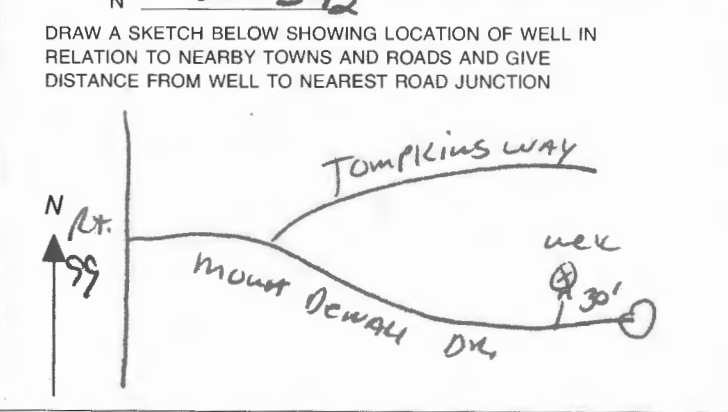 N
DRAW A SKETCH BELOW SHOWING LOCATION OF WELL IN
RELATION TO NEARBY TOWNS AND ROADS AND GIVE
DISTANCE FROM WELL TO NEAREST ROAD JUNCTION
TOMPKINS WAY
N
Rt.
99
well
30'
MOUNT
DR.